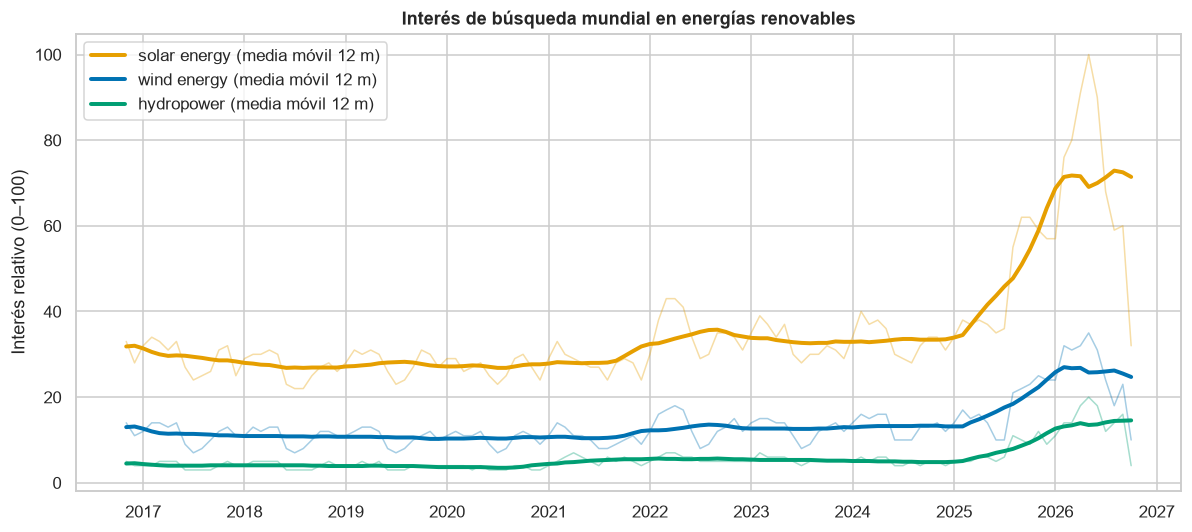 Interés de búsqueda mundial en energías renovables
solar energy (media móvil 12 m)
wind energy (media móvil 12 m)
hydropower (media móvil 12 m)
Interés relativo (0–100)
100
80
60
40
20
0
2017 2018 2019 2020 2021 2022 2023 2024 2025 2026 2027